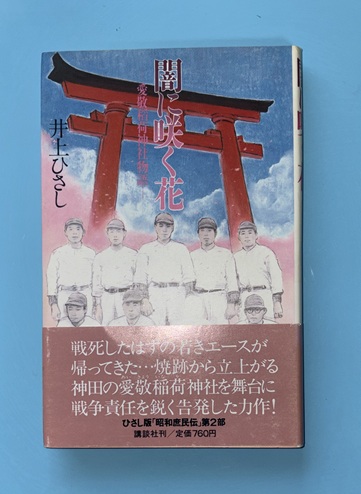 闇に咲く花
愛敬稲荷神社物語
井上ひさし
戦死したはずの若きエースが
帰ってきた…焼跡から立上がる
神田の愛敬稲荷神社を舞台に
戦争責任を鋭く告発した力作!
ひさし版「昭和庶民伝」第2部
講談社刊/定価760円